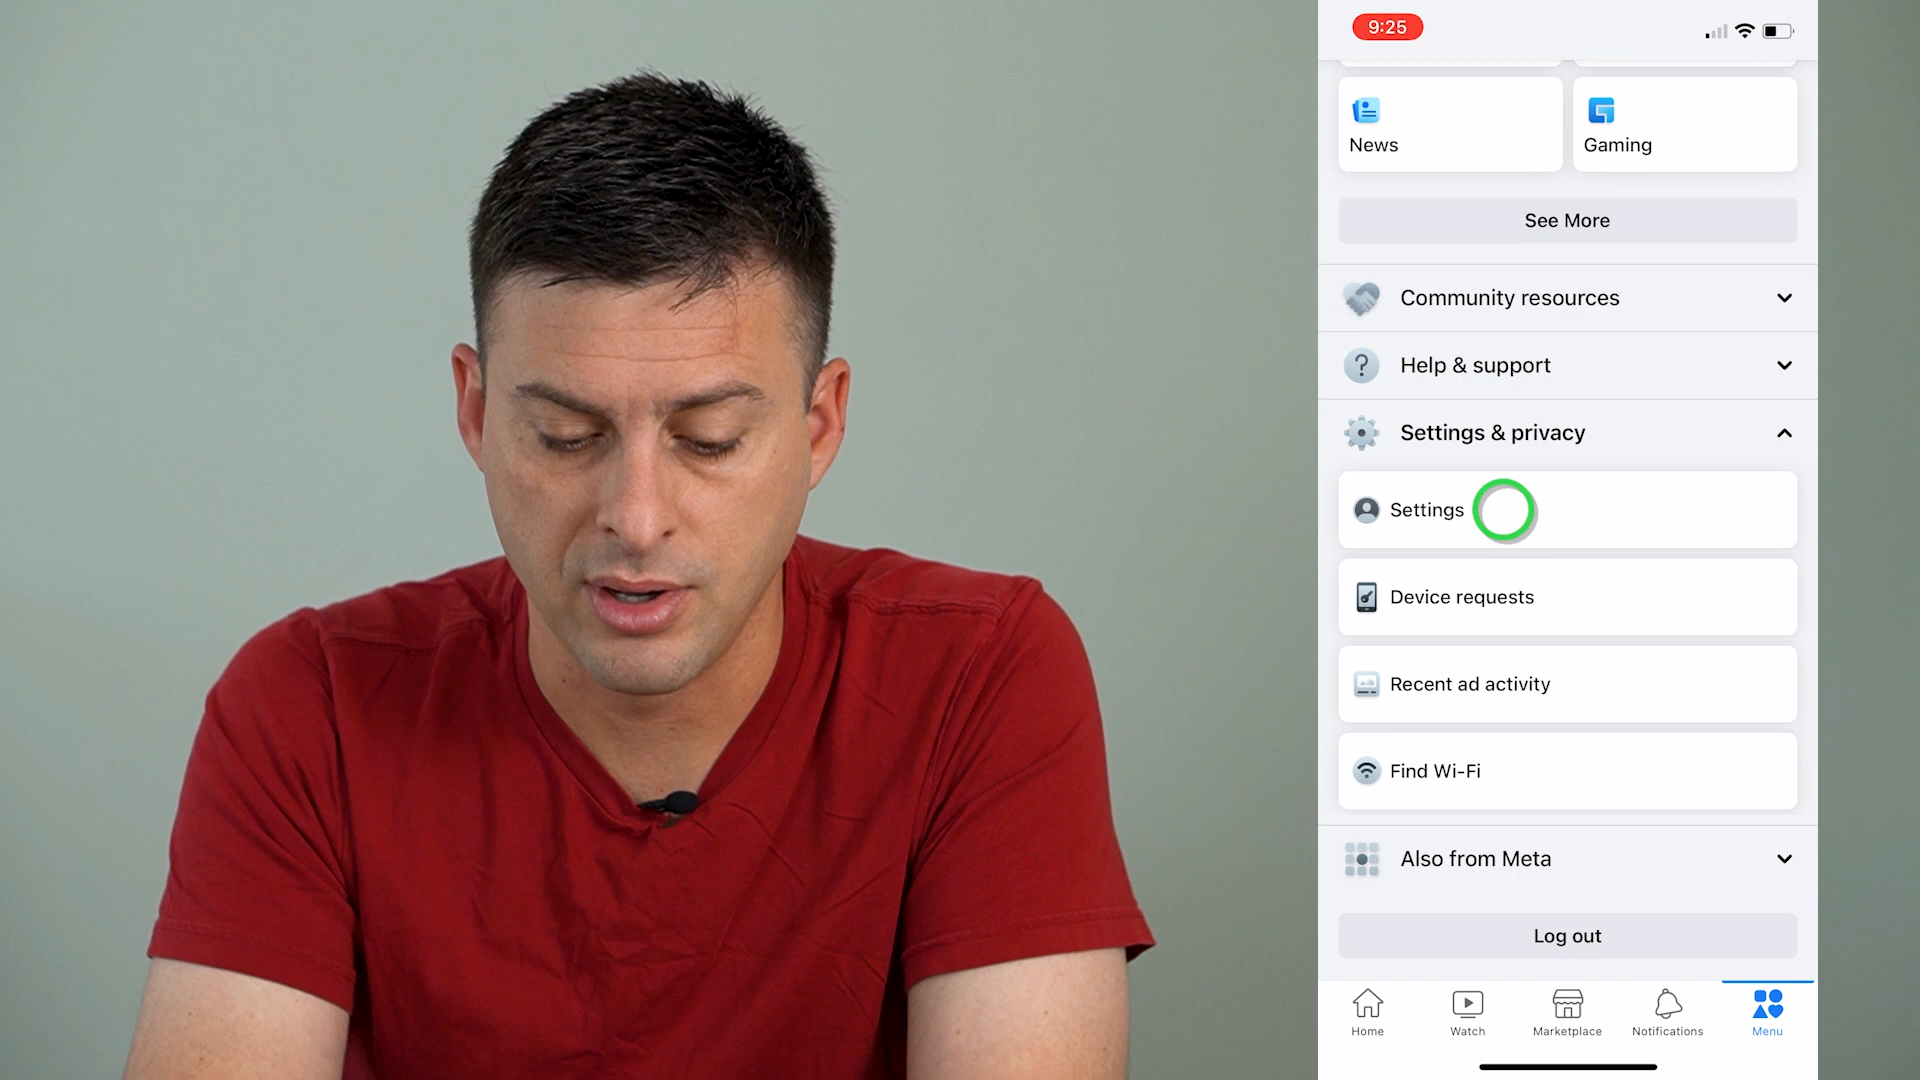 9:25
News
Gaming
See More
Community resources
Help & support
Settings & privacy
Settings
Device requests
Recent ad activity
Find Wi-Fi
Also from Meta
Log out
Home
Watch
Marketplace
Notifications
Menu